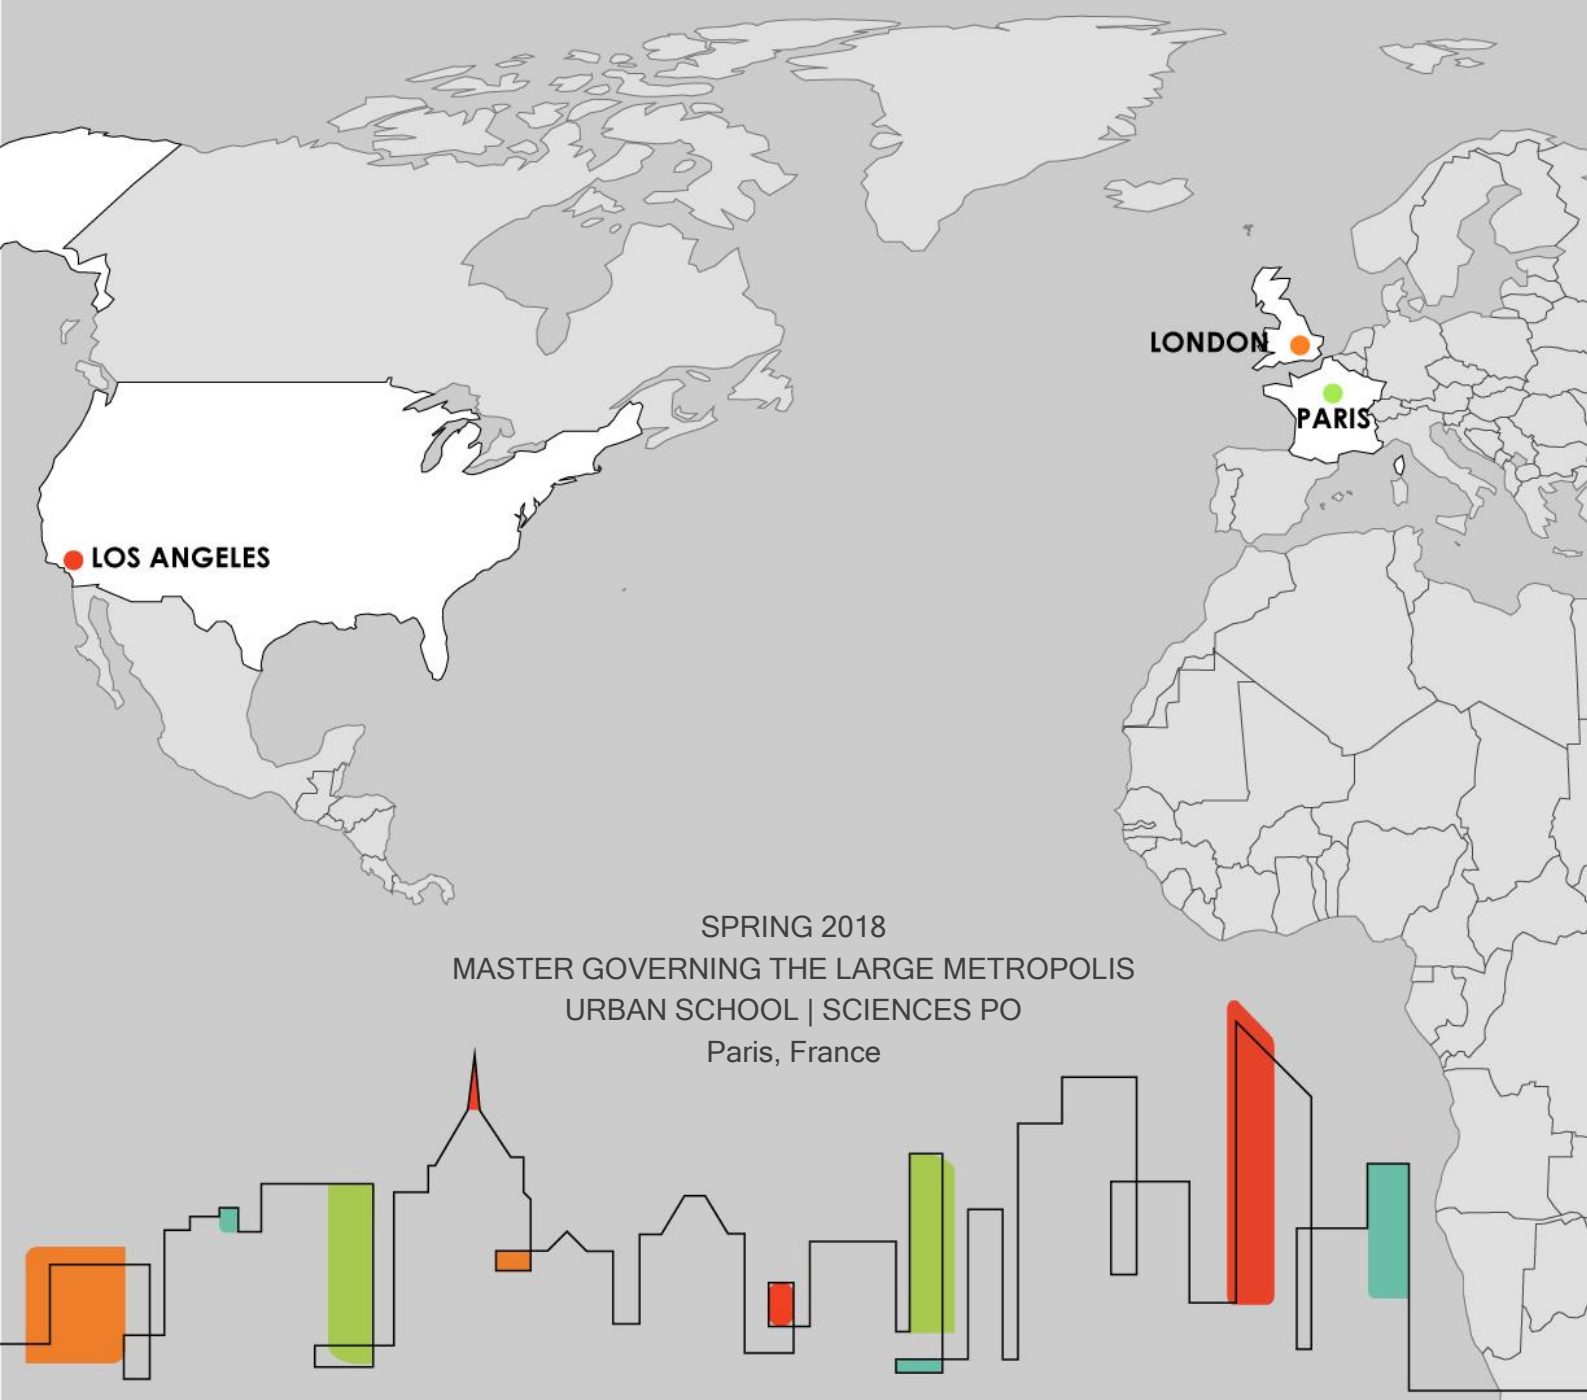 LONDON
PARIS
LOS ANGELES
SPRING 2018
MASTER GOVERNING THE LARGE METROPOLIS
URBAN SCHOOL | SCIENCES PO
Paris, France